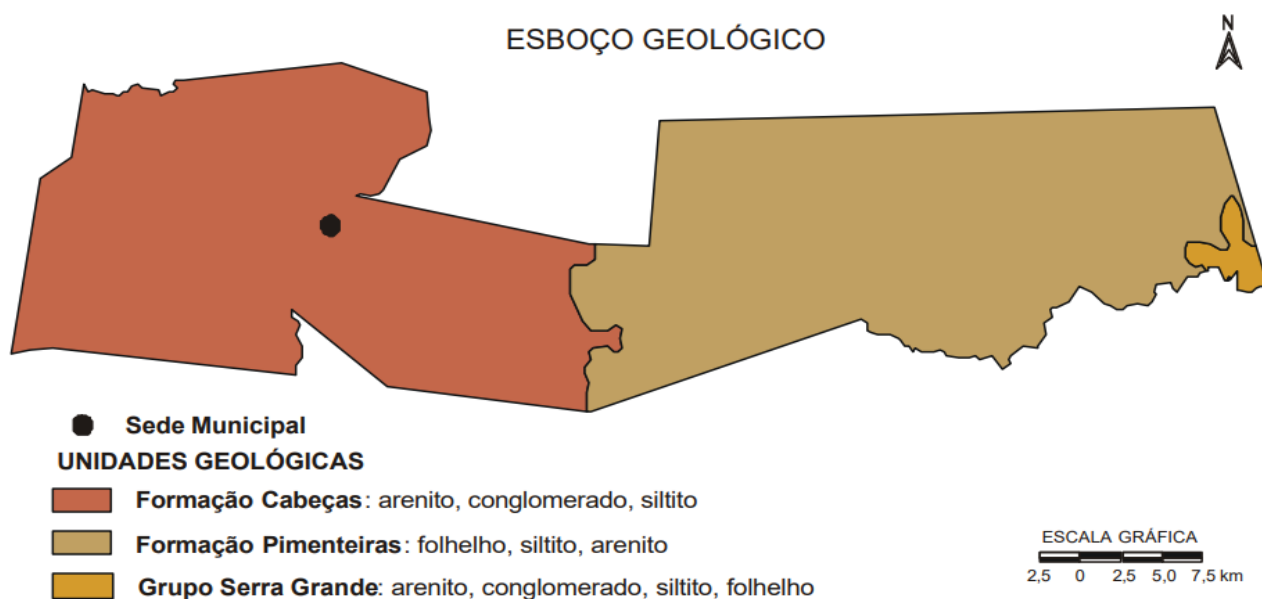 ESBOÇO GEOLÓGICO
N
Sede Municipal
UNIDADES GEOLÓGICAS
Formação Cabeças: arenito, conglomerado, siltito
Formação Pimenteiras: folhelho, siltito, arenito
Grupo Serra Grande: arenito, conglomerado, siltito, folhelho
ESCALA GRÁFICA
2,5 0 2,5 5,0 7,5 km